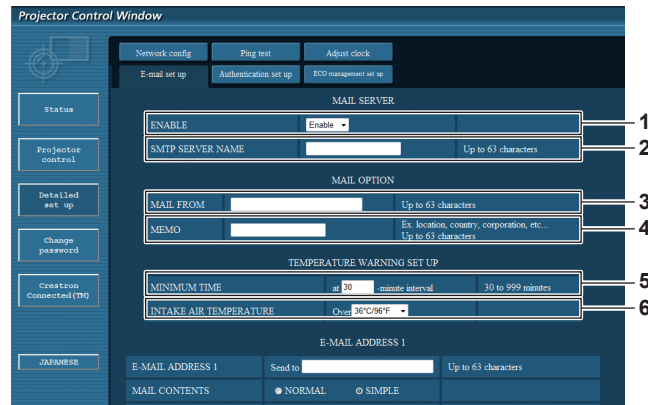 Projector Control Window
Network config
Ping test
Adjust clock
E-mail set up
Authentication set up
ECO management set up
Status
Projector
control
Detailed
set up
Change
password
Crestron
Connected(TM)
JAPANESE
MAIL SERVER
ENABLE
Enable
1
SMTP SERVER NAME
Up to 63 characters
2
MAIL OPTION
MAIL FROM
Up to 63 characters
3
MEMO
Ex. location, country, corporation, etc...
Up to 63 characters
4
TEMPERATURE WARNING SET UP
MINIMUM TIME
at 30 -minute interval
30 to 999 minutes
5
INTAKE AIR TEMPERATURE
Over 36°C/96°F
6
E-MAIL ADDRESS 1
E-MAIL ADDRESS 1
Send to
Up to 63 characters
MAIL CONTENTS
NORMAL
SIMPLE